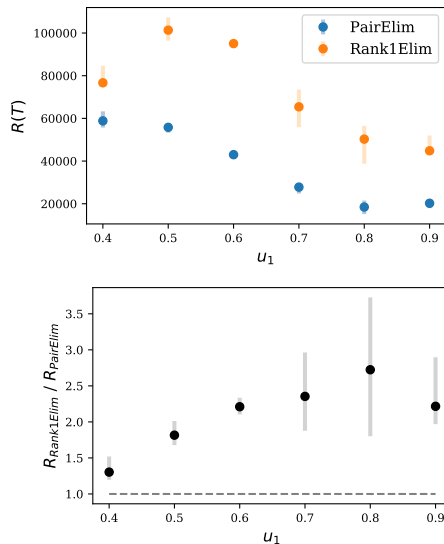 PairElim
Rank1Elim
100000
80000
60000
40000
20000
R(T)
0.4 0.5 0.6 0.7 0.8 0.9
u₁
3.5
3.0
2.5
2.0
1.5
1.0
R_Rank1Elim / R_PairElim
0.4 0.5 0.6 0.7 0.8 0.9
u₁